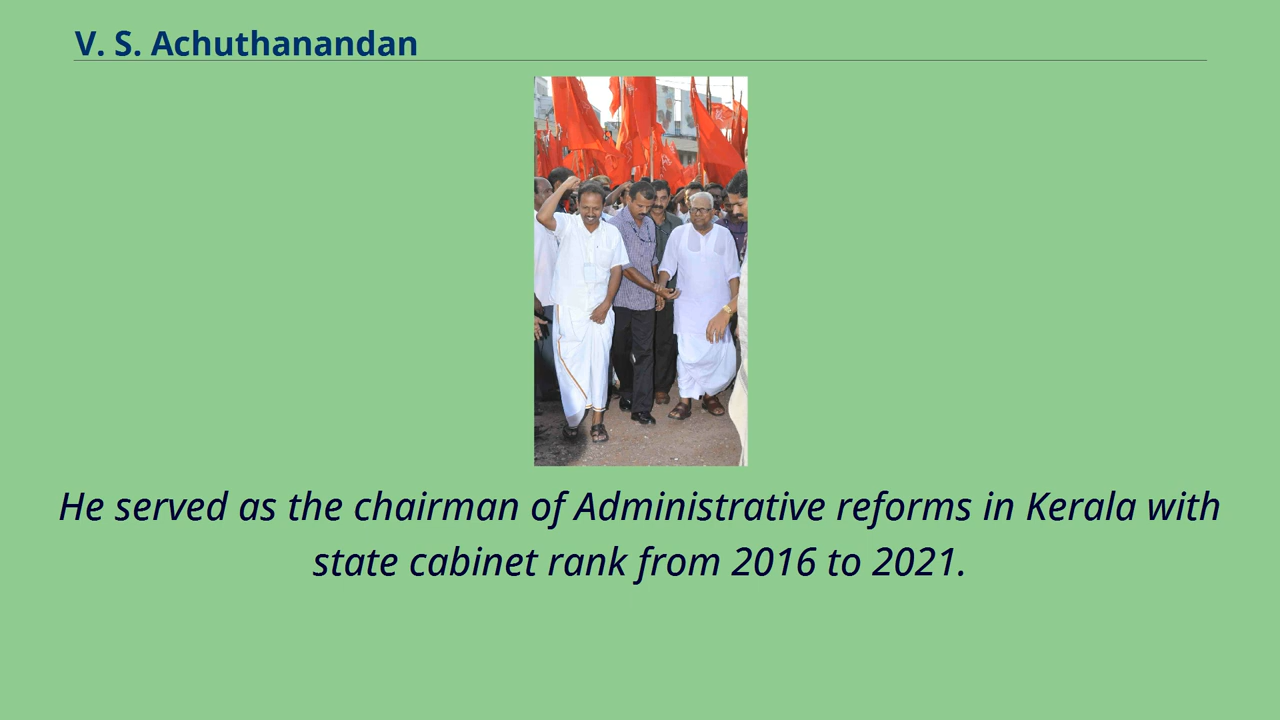 V. S. Achuthanandan
He served as the chairman of Administrative reforms in Kerala with
state cabinet rank from 2016 to 2021.